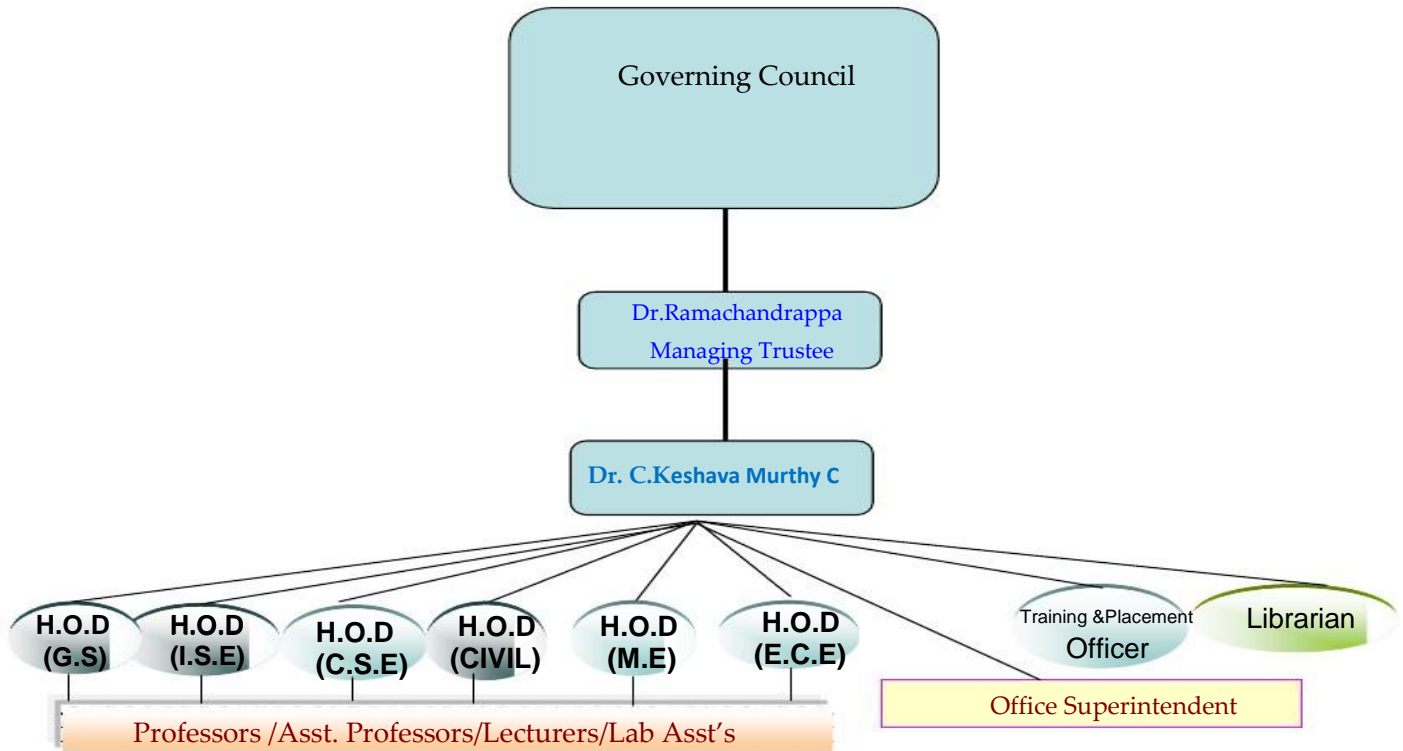 Governing Council
Dr.Ramachandrappa
Managing Trustee
Dr. C.Keshava Murthy C
H.O.D
(G.S)
H.O.D
(I.S.E)
H.O.D
(C.S.E)
H.O.D
(CIVIL)
H.O.D
(M.E)
H.O.D
(E.C.E)
Training &Placement
Officer
Librarian
Office Superintendent
Professors /Asst. Professors/Lecturers/Lab Asst’s